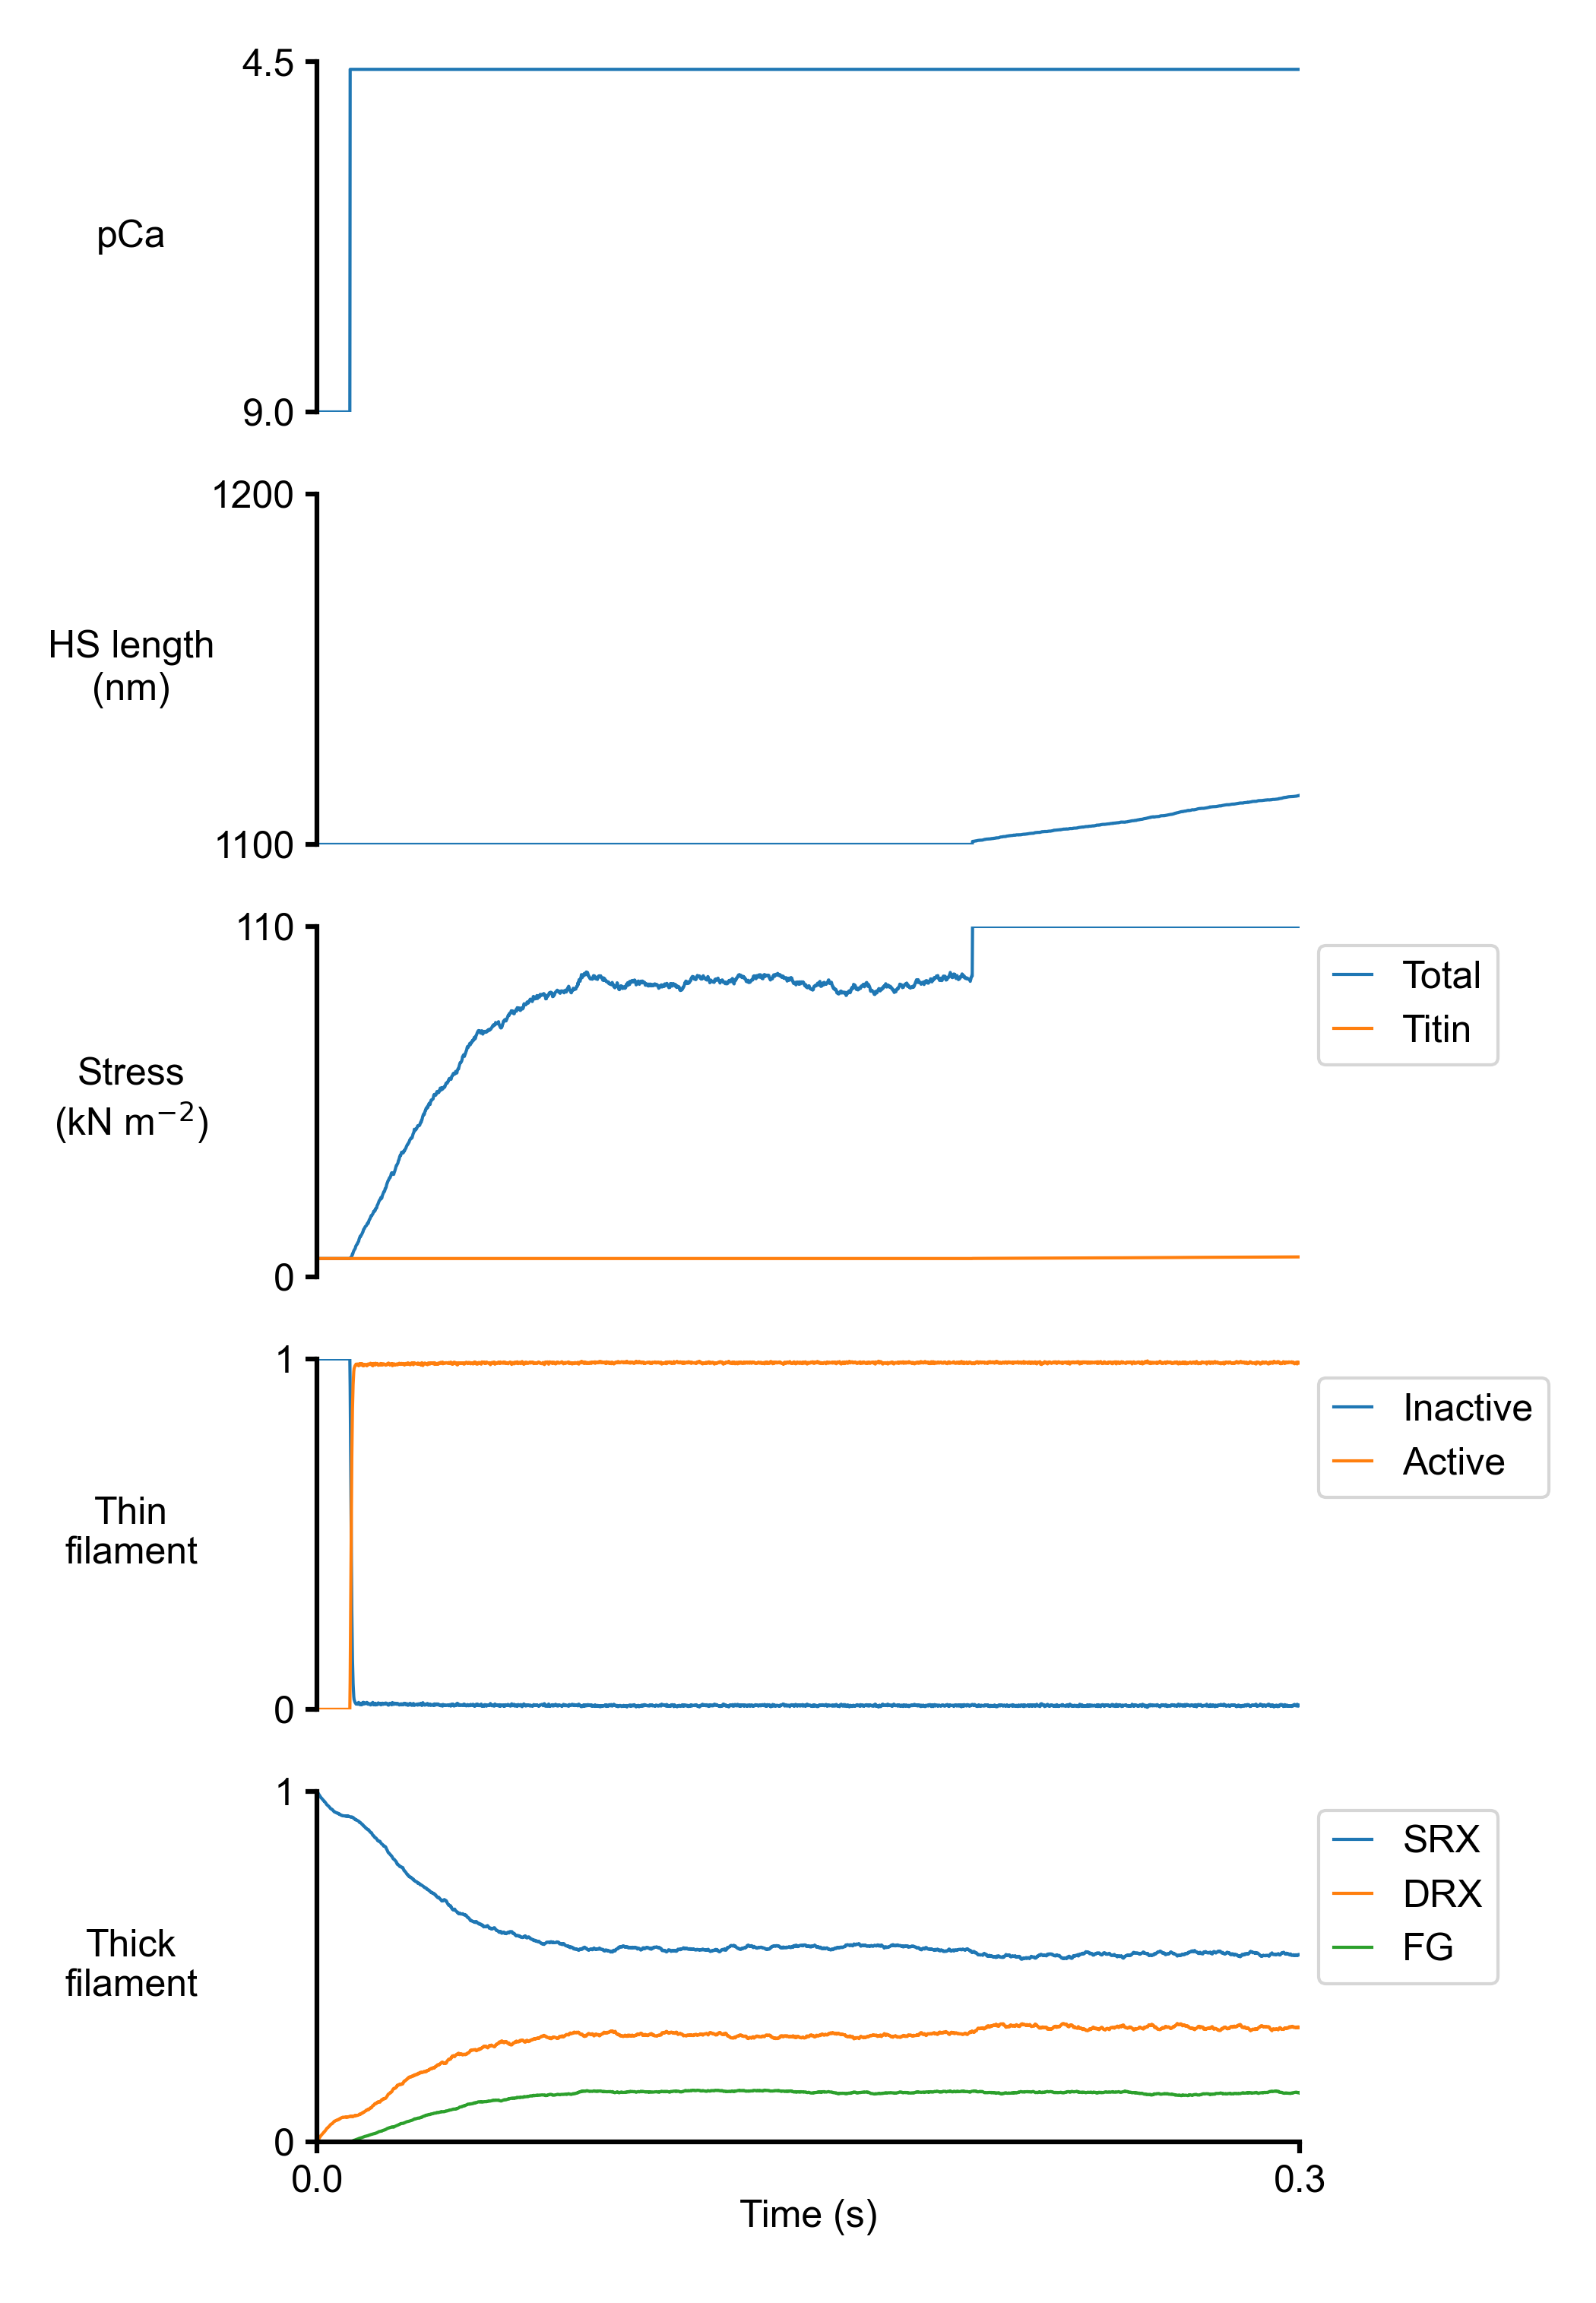 4.5
pCa
9.0
1200
HS length
(nm)
1100
110
Stress
(kN m⁻²)
0
Total
Titin
1
Thin
filament
0
Inactive
Active
1
Thick
filament
0
SRX
DRX
FG
0.0
0.3
Time (s)